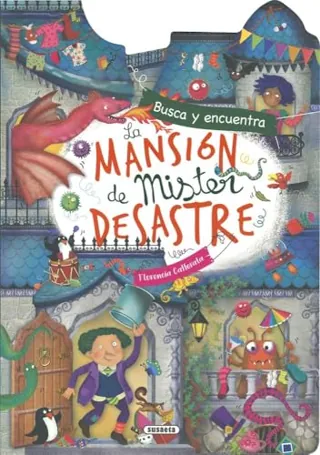 Busca y encuentra
La
MANSIÓN
de Mister
DESASTRE
Florencia Cafferata
susaeta